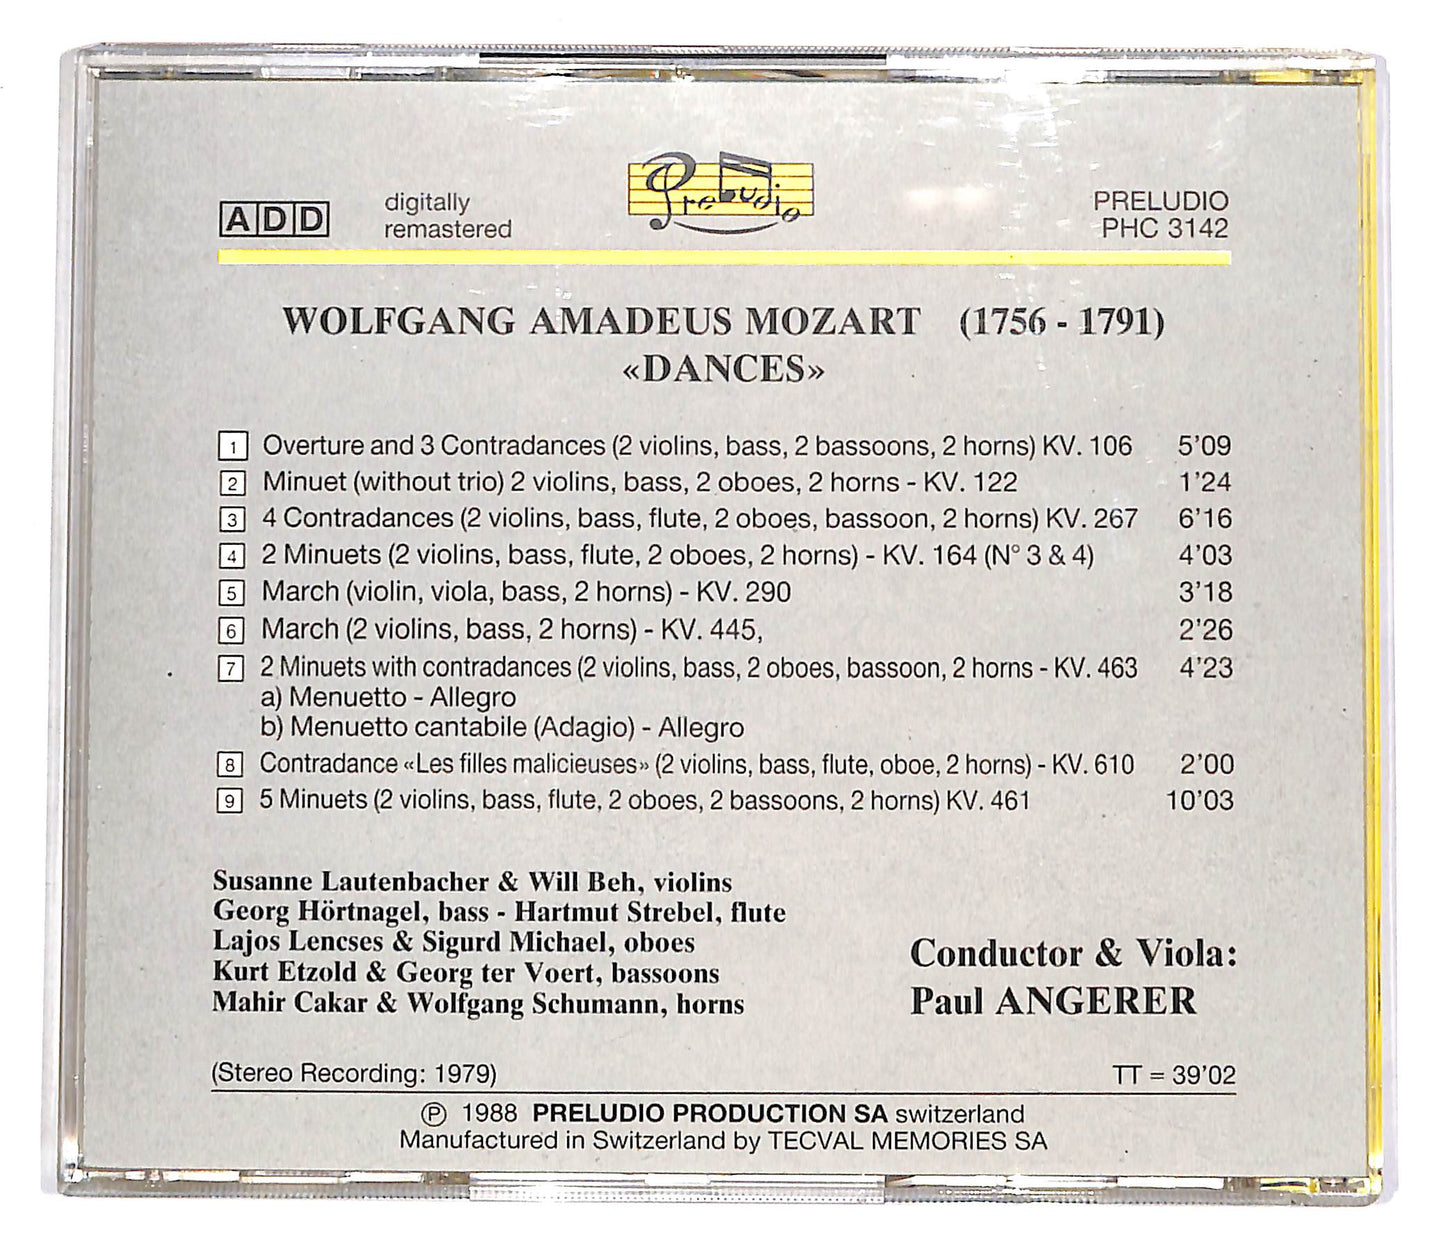 ADD
digitally
remastered
Preludio
PRELUDIO
PHC 3142
WOLFGANG AMADEUS MOZART (1756 - 1791)
«DANCES»
1 Overture and 3 Contradances (2 violins, bass, 2 bassoons, 2 horns) KV. 106 5'09
2 Minuet (without trio) 2 violins, bass, 2 oboes, 2 horns - KV. 122 1'24
3 4 Contradances (2 violins, bass, flute, 2 oboes, bassoon, 2 horns) KV. 267 6'16
4 2 Minuets (2 violins, bass, flute, 2 oboes, 2 horns) - KV. 164 (N° 3 & 4) 4'03
5 March (violin, viola, bass, 2 horns) - KV. 290 3'18
6 March (2 violins, bass, 2 horns) - KV. 445, 2'26
7 2 Minuets with contradances (2 violins, bass, 2 oboes, bassoon, 2 horns - KV. 463 4'23
a) Menuetto - Allegro
b) Menuetto cantabile (Adagio) - Allegro
8 Contradance «Les filles malicieuses» (2 violins, bass, flute, oboe, 2 horns) - KV. 610 2'00
9 5 Minuets (2 violins, bass, flute, 2 oboes, 2 bassoons, 2 horns) KV. 461 10'03
Susanne Lautenbacher & Will Beh, violins
Georg Hörtnagel, bass - Hartmut Strebel, flute
Lajos Lencses & Sigurd Michael, oboes
Kurt Etzold & Georg ter Voert, bassoons
Mahir Cakar & Wolfgang Schumann, horns
Conductor & Viola:
Paul ANGERER
(Stereo Recording: 1979) TT = 39'02
℗ 1988 PRELUDIO PRODUCTION SA switzerland
Manufactured in Switzerland by TECVAL MEMORIES SA